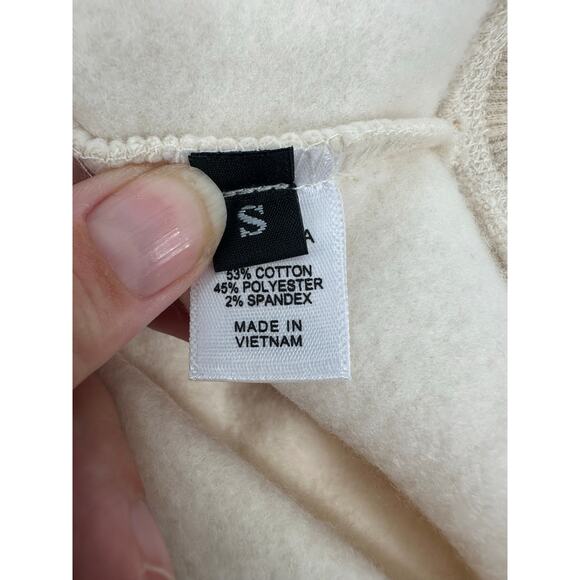 S
A
53% COTTON
45% POLYESTER
2% SPANDEX
MADE IN
VIETNAM